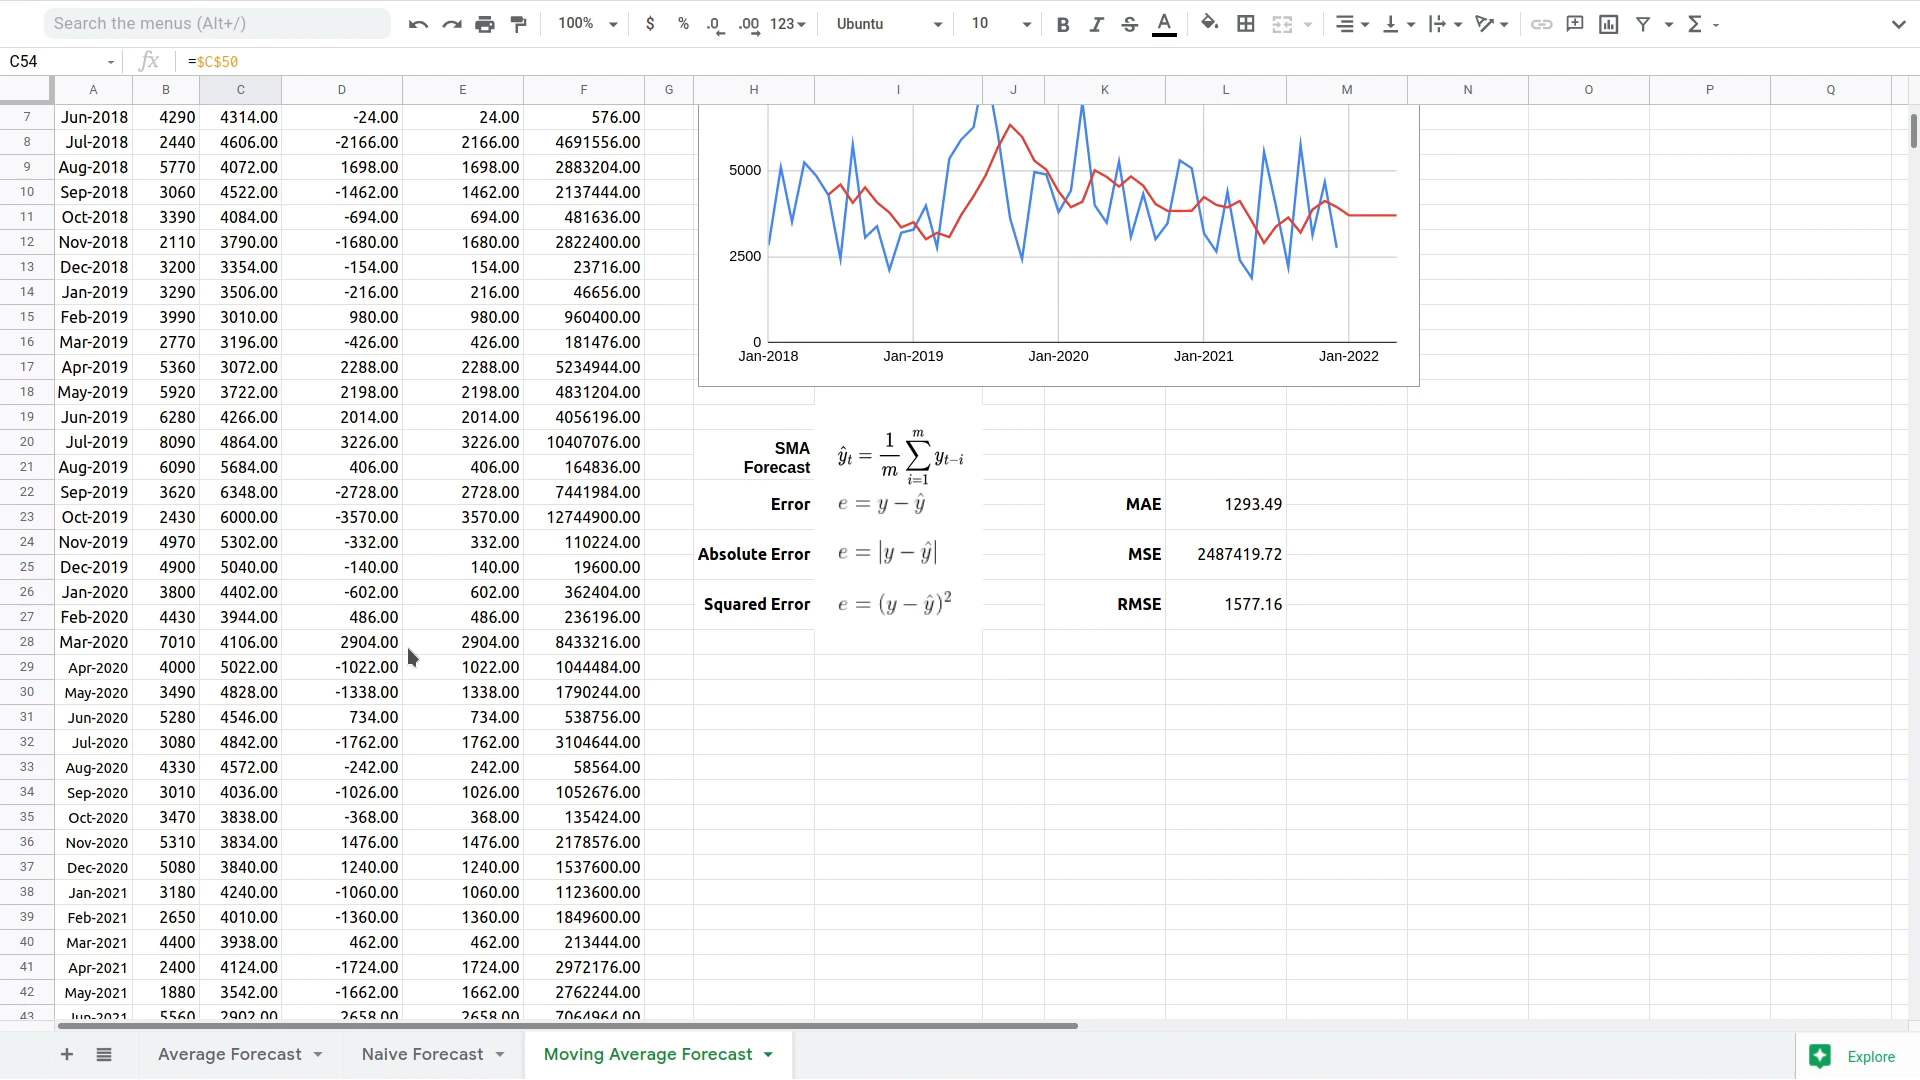 Search the menus (Alt+/)
100%
$
%
.0
.00
123
Ubuntu
10
B
I
S
A
Σ
C54
fx
=$C$50
A B C D E F G H I J K L M N O P Q
7 Jun-2018 4290 4314.00 -24.00 24.00 576.00
8 Jul-2018 2440 4606.00 -2166.00 2166.00 4691556.00
9 Aug-2018 5770 4072.00 1698.00 1698.00 2883204.00
10 Sep-2018 3060 4522.00 -1462.00 1462.00 2137444.00
11 Oct-2018 3390 4084.00 -694.00 694.00 481636.00
12 Nov-2018 2110 3790.00 -1680.00 1680.00 2822400.00
13 Dec-2018 3200 3354.00 -154.00 154.00 23716.00
14 Jan-2019 3290 3506.00 -216.00 216.00 46656.00
15 Feb-2019 3990 3010.00 980.00 980.00 960400.00
16 Mar-2019 2770 3196.00 -426.00 426.00 181476.00
17 Apr-2019 5360 3072.00 2288.00 2288.00 5234944.00
18 May-2019 5920 3722.00 2198.00 2198.00 4831204.00
19 Jun-2019 6280 4266.00 2014.00 2014.00 4056196.00
20 Jul-2019 8090 4864.00 3226.00 3226.00 10407076.00
21 Aug-2019 6090 5684.00 406.00 406.00 164836.00
22 Sep-2019 3620 6348.00 -2728.00 2728.00 7441984.00
23 Oct-2019 2430 6000.00 -3570.00 3570.00 12744900.00
24 Nov-2019 4970 5302.00 -332.00 332.00 110224.00
25 Dec-2019 4900 5040.00 -140.00 140.00 19600.00
26 Jan-2020 3800 4402.00 -602.00 602.00 362404.00
27 Feb-2020 4430 3944.00 486.00 486.00 236196.00
28 Mar-2020 7010 4106.00 2904.00 2904.00 8433216.00
29 Apr-2020 4000 5022.00 -1022.00 1022.00 1044484.00
30 May-2020 3490 4828.00 -1338.00 1338.00 1790244.00
31 Jun-2020 5280 4546.00 734.00 734.00 538756.00
32 Jul-2020 3080 4842.00 -1762.00 1762.00 3104644.00
33 Aug-2020 4330 4572.00 -242.00 242.00 58564.00
34 Sep-2020 3010 4036.00 -1026.00 1026.00 1052676.00
35 Oct-2020 3470 3838.00 -368.00 368.00 135424.00
36 Nov-2020 5310 3834.00 1476.00 1476.00 2178576.00
37 Dec-2020 5080 3840.00 1240.00 1240.00 1537600.00
38 Jan-2021 3180 4240.00 -1060.00 1060.00 1123600.00
39 Feb-2021 2650 4010.00 -1360.00 1360.00 1849600.00
40 Mar-2021 4400 3938.00 462.00 462.00 213444.00
41 Apr-2021 2400 4124.00 -1724.00 1724.00 2972176.00
42 May-2021 1880 3542.00 -1662.00 1662.00 2762244.00
43 Jun-2021 5560 2902.00 2658.00 2658.00 7064964.00
5000
2500
0
Jan-2018 Jan-2019 Jan-2020 Jan-2021 Jan-2022
SMA
Forecast
ŷₜ = 1/m ∑ᵢ₌₁ᵐ yₜ₋ᵢ
Error e = y − ŷ MAE 1293.49
Absolute Error e = |y − ŷ| MSE 2487419.72
Squared Error e = (y − ŷ)² RMSE 1577.16
Average Forecast
Naive Forecast
Moving Average Forecast
Explore